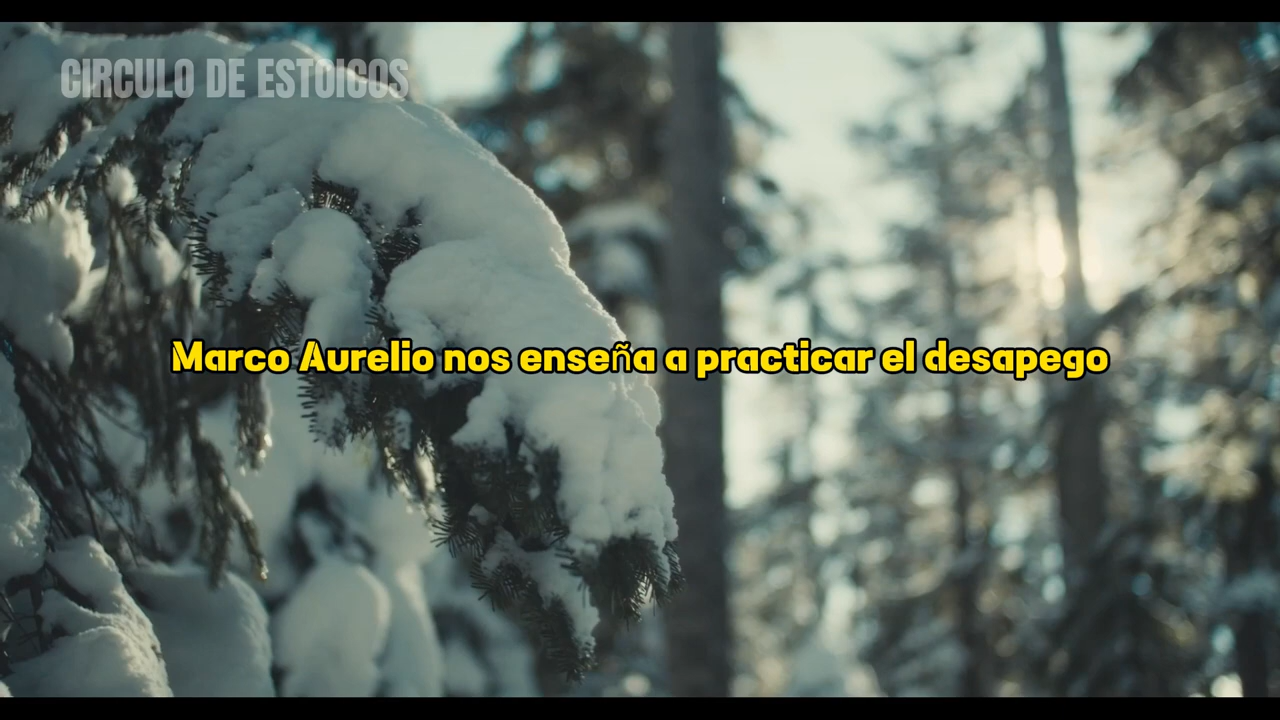 CIRCULO DE ESTOICOS
Marco Aurelio nos enseña a practicar el desapego